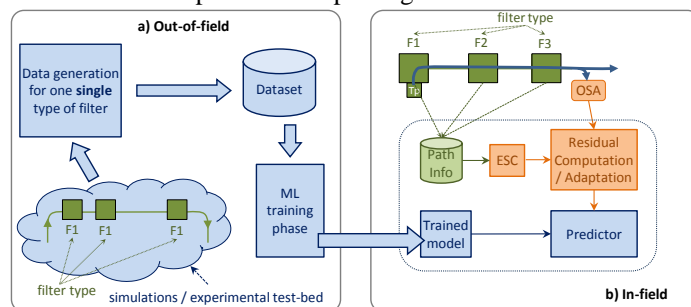 a) Out-of-field
Data generation
for one single
type of filter
Dataset
ML
training
phase
F1
F1
F1
filter type
simulations / experimental test-bed
filter type
F1
F2
F3
Tp
OSA
Path
Info
ESC
Residual
Computation
/ Adaptation
Trained
model
Predictor
b) In-field